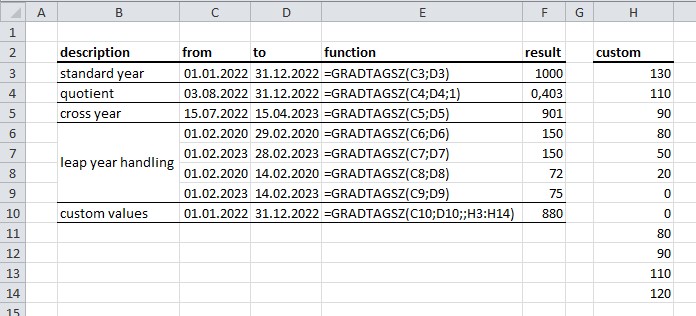 A B C D E F G H
1
2 description from to function result custom
3 standard year 01.01.2022 31.12.2022 =GRADTAGSZ(C3;D3) 1000 130
4 quotient 03.08.2022 31.12.2022 =GRADTAGSZ(C4;D4;1) 0,403 110
5 cross year 15.07.2022 15.04.2023 =GRADTAGSZ(C5;D5) 901 90
6 01.02.2020 29.02.2020 =GRADTAGSZ(C6;D6) 150 80
7 leap year handling 01.02.2023 28.02.2023 =GRADTAGSZ(C7;D7) 150 50
8 01.02.2020 14.02.2020 =GRADTAGSZ(C8;D8) 72 20
9 01.02.2023 14.02.2023 =GRADTAGSZ(C9;D9) 75 0
10 custom values 01.01.2022 31.12.2022 =GRADTAGSZ(C10;D10;;H3:H14) 880 0
11 80
12 90
13 110
14 120
15